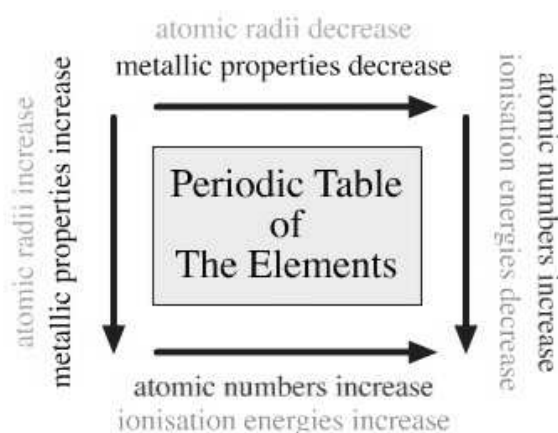 atomic radii decrease
metallic properties decrease
atomic radii increase
metallic properties increase
Periodic Table
of
The Elements
ionisation energies decrease
atomic numbers increase
atomic numbers increase
ionisation energies increase